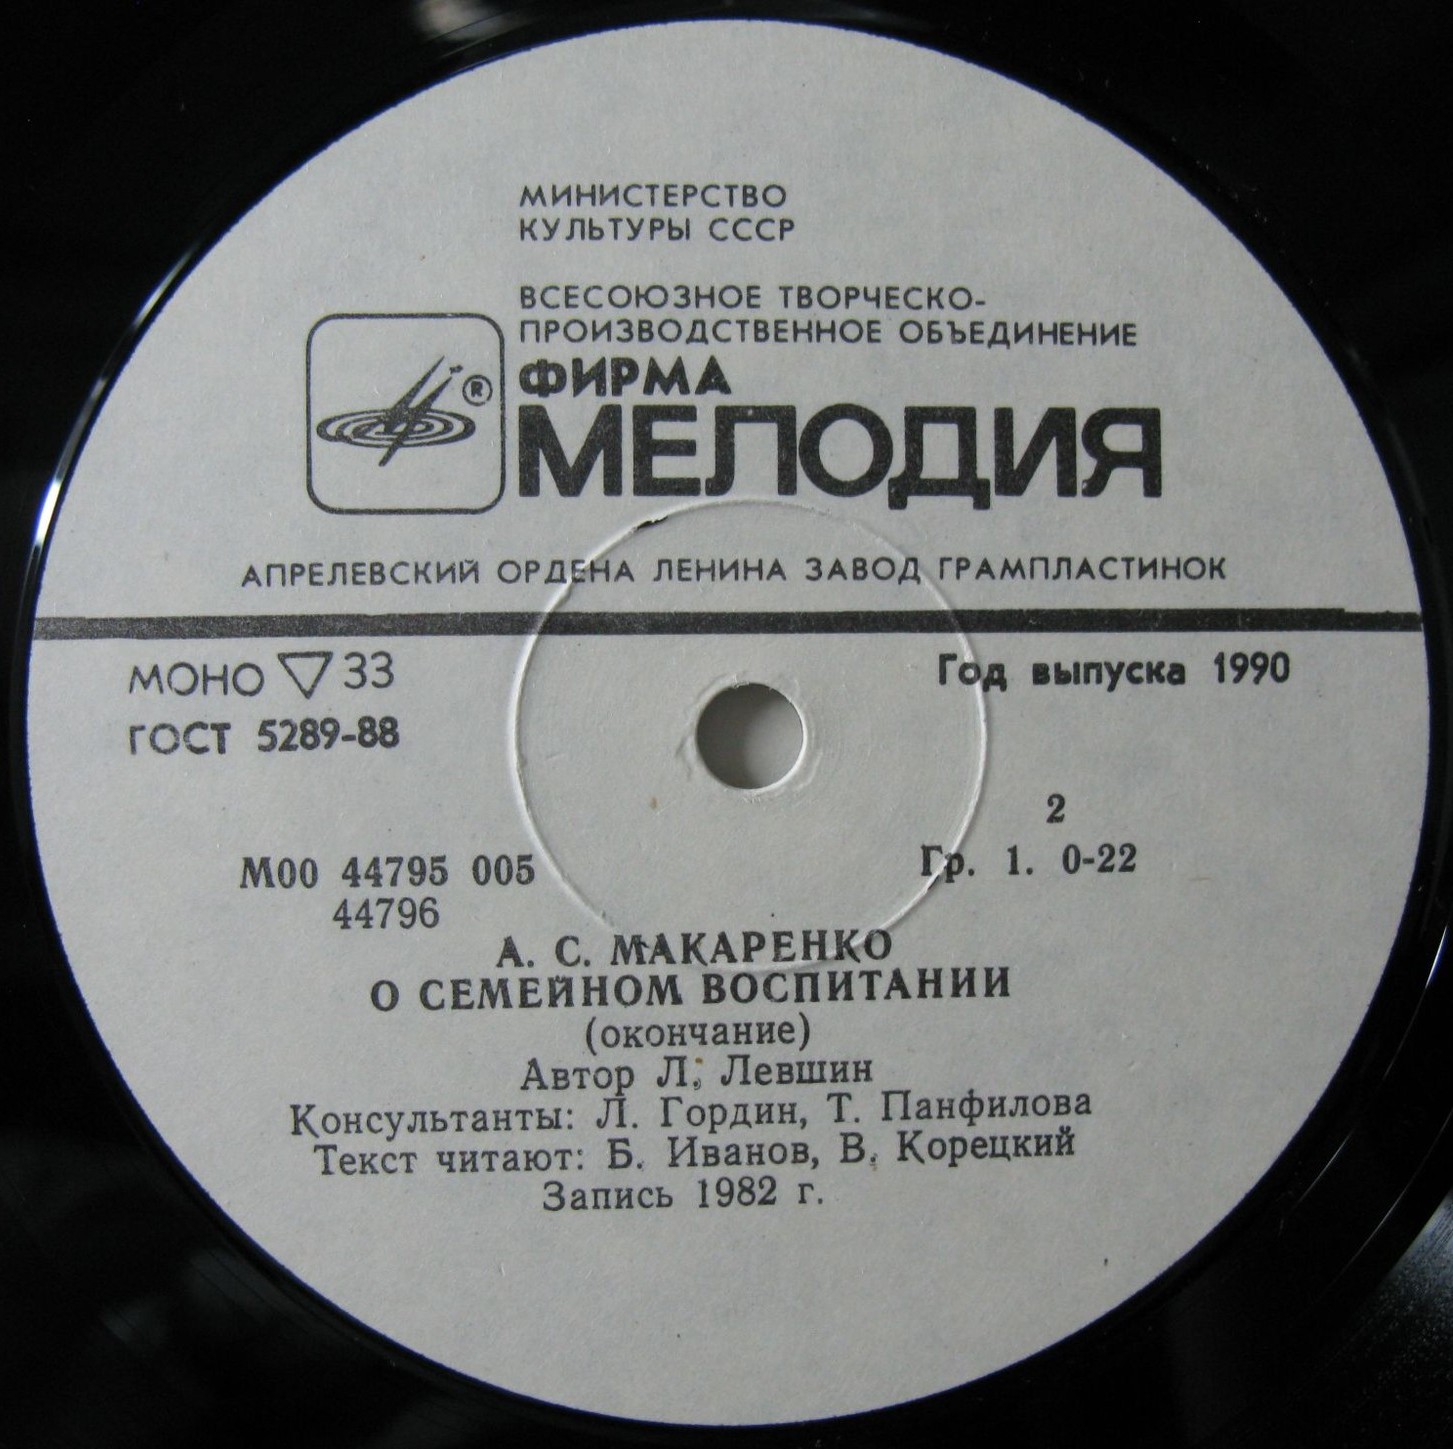 МИНИСТЕРСТВО
КУЛЬТУРЫ СССР
ВСЕСОЮЗНОЕ ТВОРЧЕСКО-
ПРОИЗВОДСТВЕННОЕ ОБЪЕДИНЕНИЕ
ФИРМА
®
МЕЛОДИЯ
АПРЕЛЕВСКИЙ ОРДЕНА ЛЕНИНА ЗАВОД ГРАМПЛАСТИНОК
МОНО ▽ 33
Год выпуска 1990
ГОСТ 5289-88
2
М00 44795 005
Гр. 1. 0-22
44796
А. С. МАКАРЕНКО
О СЕМЕЙНОМ ВОСПИТАНИИ
(окончание)
Автор Л. Левшин
Консультанты: Л. Гордин, Т. Панфилова
Текст читают: Б. Иванов, В. Корецкий
Запись 1982 г.